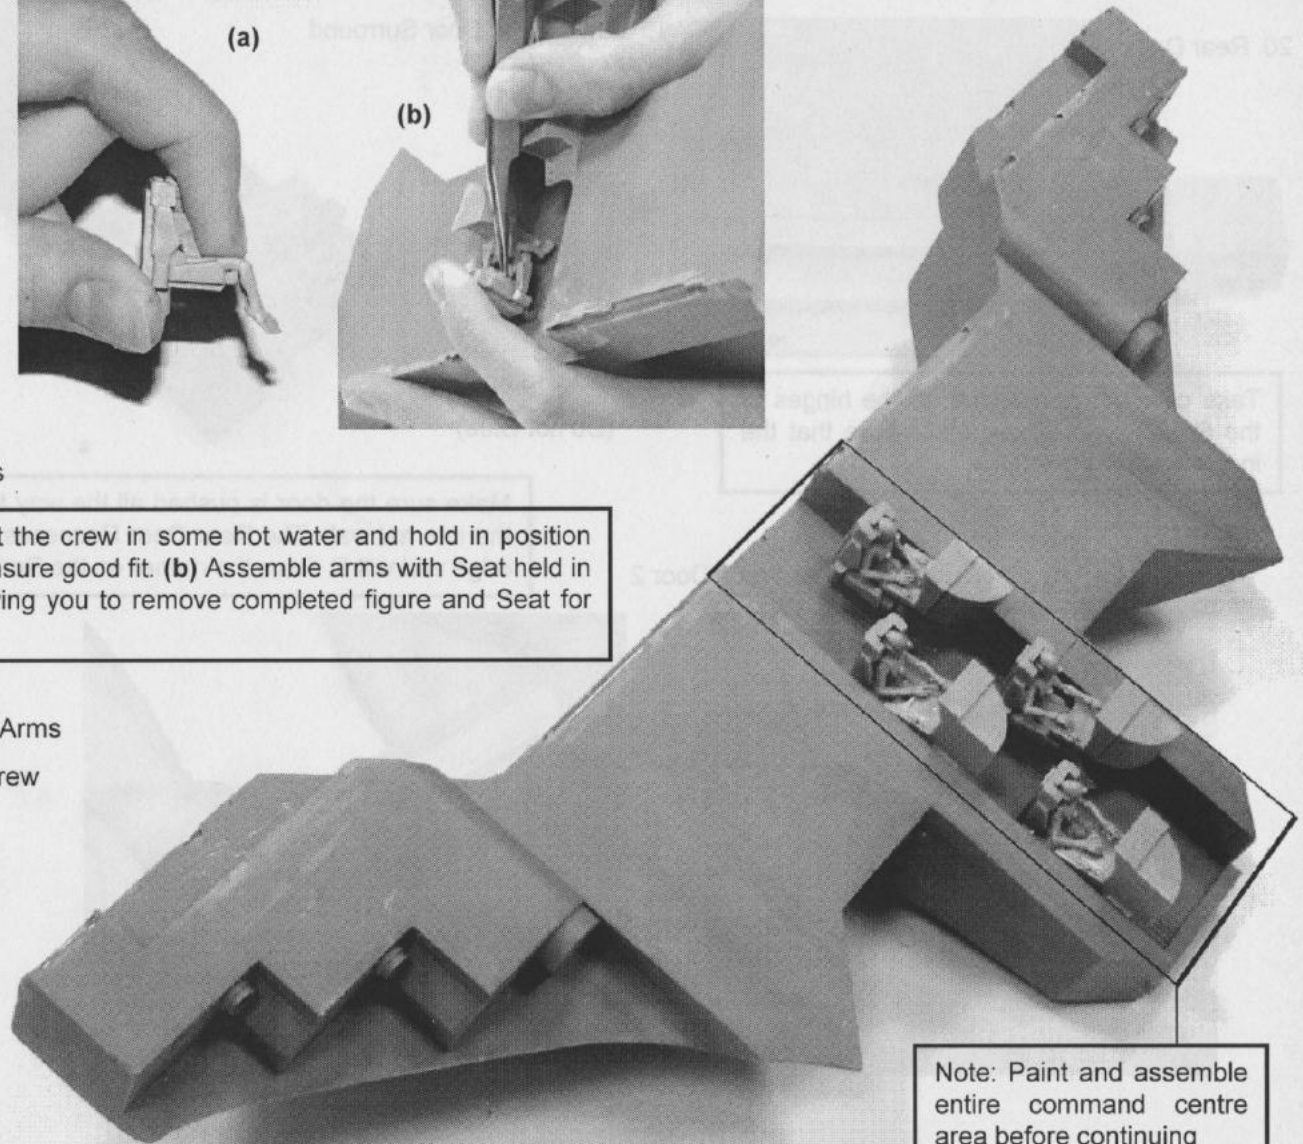 (a)
(b)
t the crew in some hot water and hold in position
nsure good fit. (b) Assemble arms with Seat held in
ving you to remove completed figure and Seat for
Arms
rew
Note: Paint and assemble
entire command centre
area before continuing